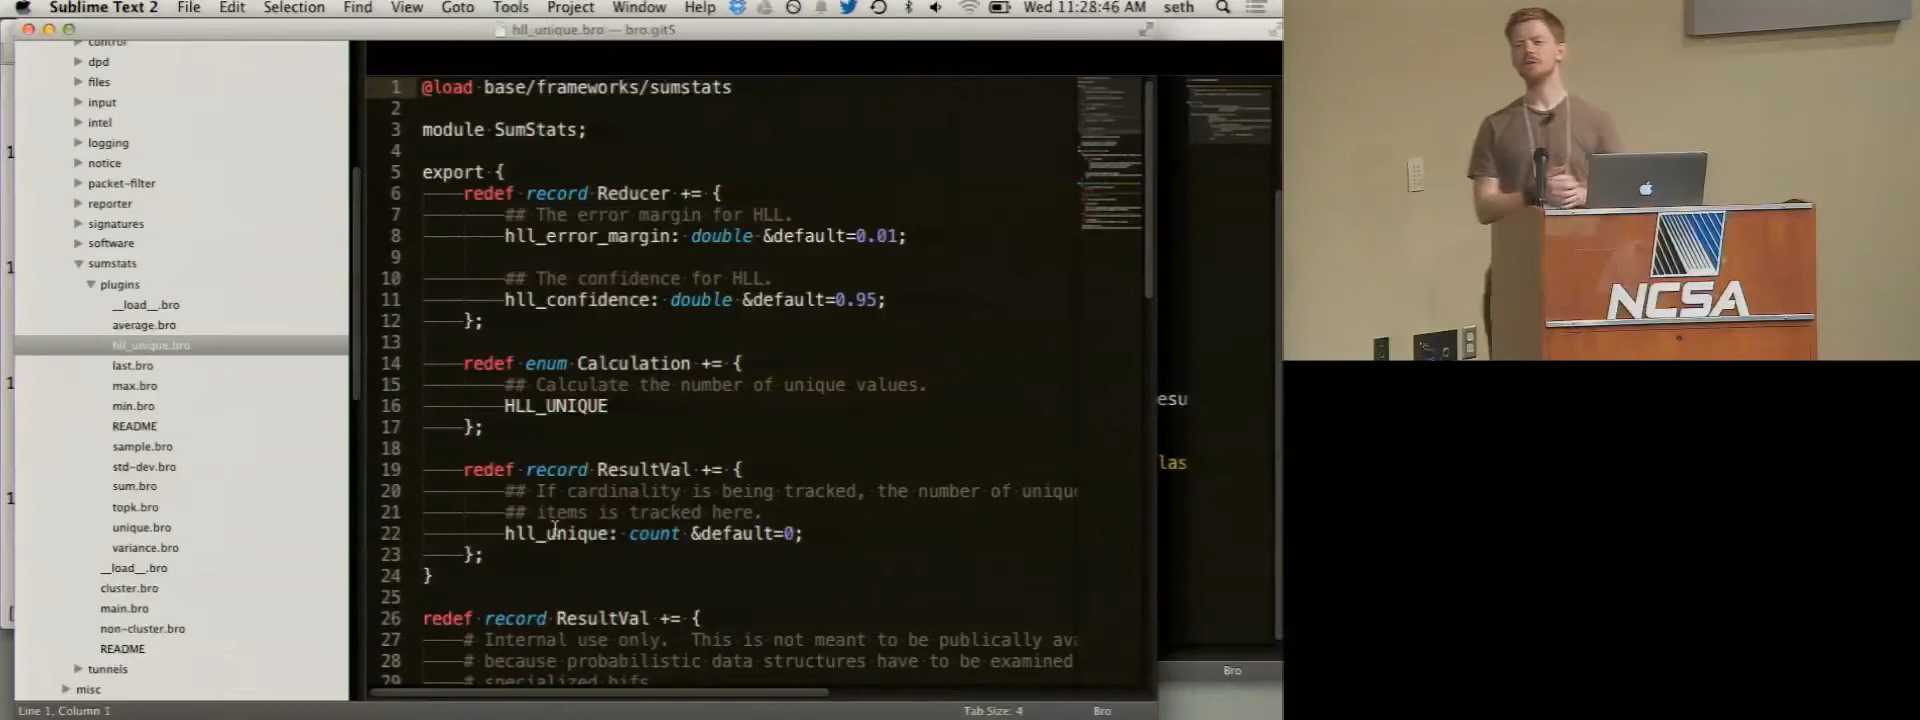 Sublime Text 2 File Edit Selection Find View Goto Tools Project Window Help Wed 11:28:46 AM seth
hll_unique.bro — bro.git5
control
dpd
files
input
intel
logging
notice
packet-filter
reporter
signatures
software
sumstats
plugins
__load__.bro
average.bro
hll_unique.bro
last.bro
max.bro
min.bro
README
sample.bro
std-dev.bro
sum.bro
topk.bro
unique.bro
variance.bro
__load__.bro
cluster.bro
main.bro
non-cluster.bro
README
tunnels
misc
1 @load base/frameworks/sumstats
2
3 module SumStats;
4
5 export {
6 redef record Reducer += {
7 ## The error margin for HLL.
8 hll_error_margin: double &default=0.01;
9
10 ## The confidence for HLL.
11 hll_confidence: double &default=0.95;
12 };
13
14 redef enum Calculation += {
15 ## Calculate the number of unique values.
16 HLL_UNIQUE
17 };
18
19 redef record ResultVal += {
20 ## If cardinality is being tracked, the number of unique
21 ## items is tracked here.
22 hll_unique: count &default=0;
23 };
24 }
25
26 redef record ResultVal += {
27 # Internal use only. This is not meant to be publically ava
28 # because probabilistic data structures have to be examined
29 # specialized bifs
esu
las
Bro
Line 1, Column 1
Tab Size: 4 Bro
NCSA